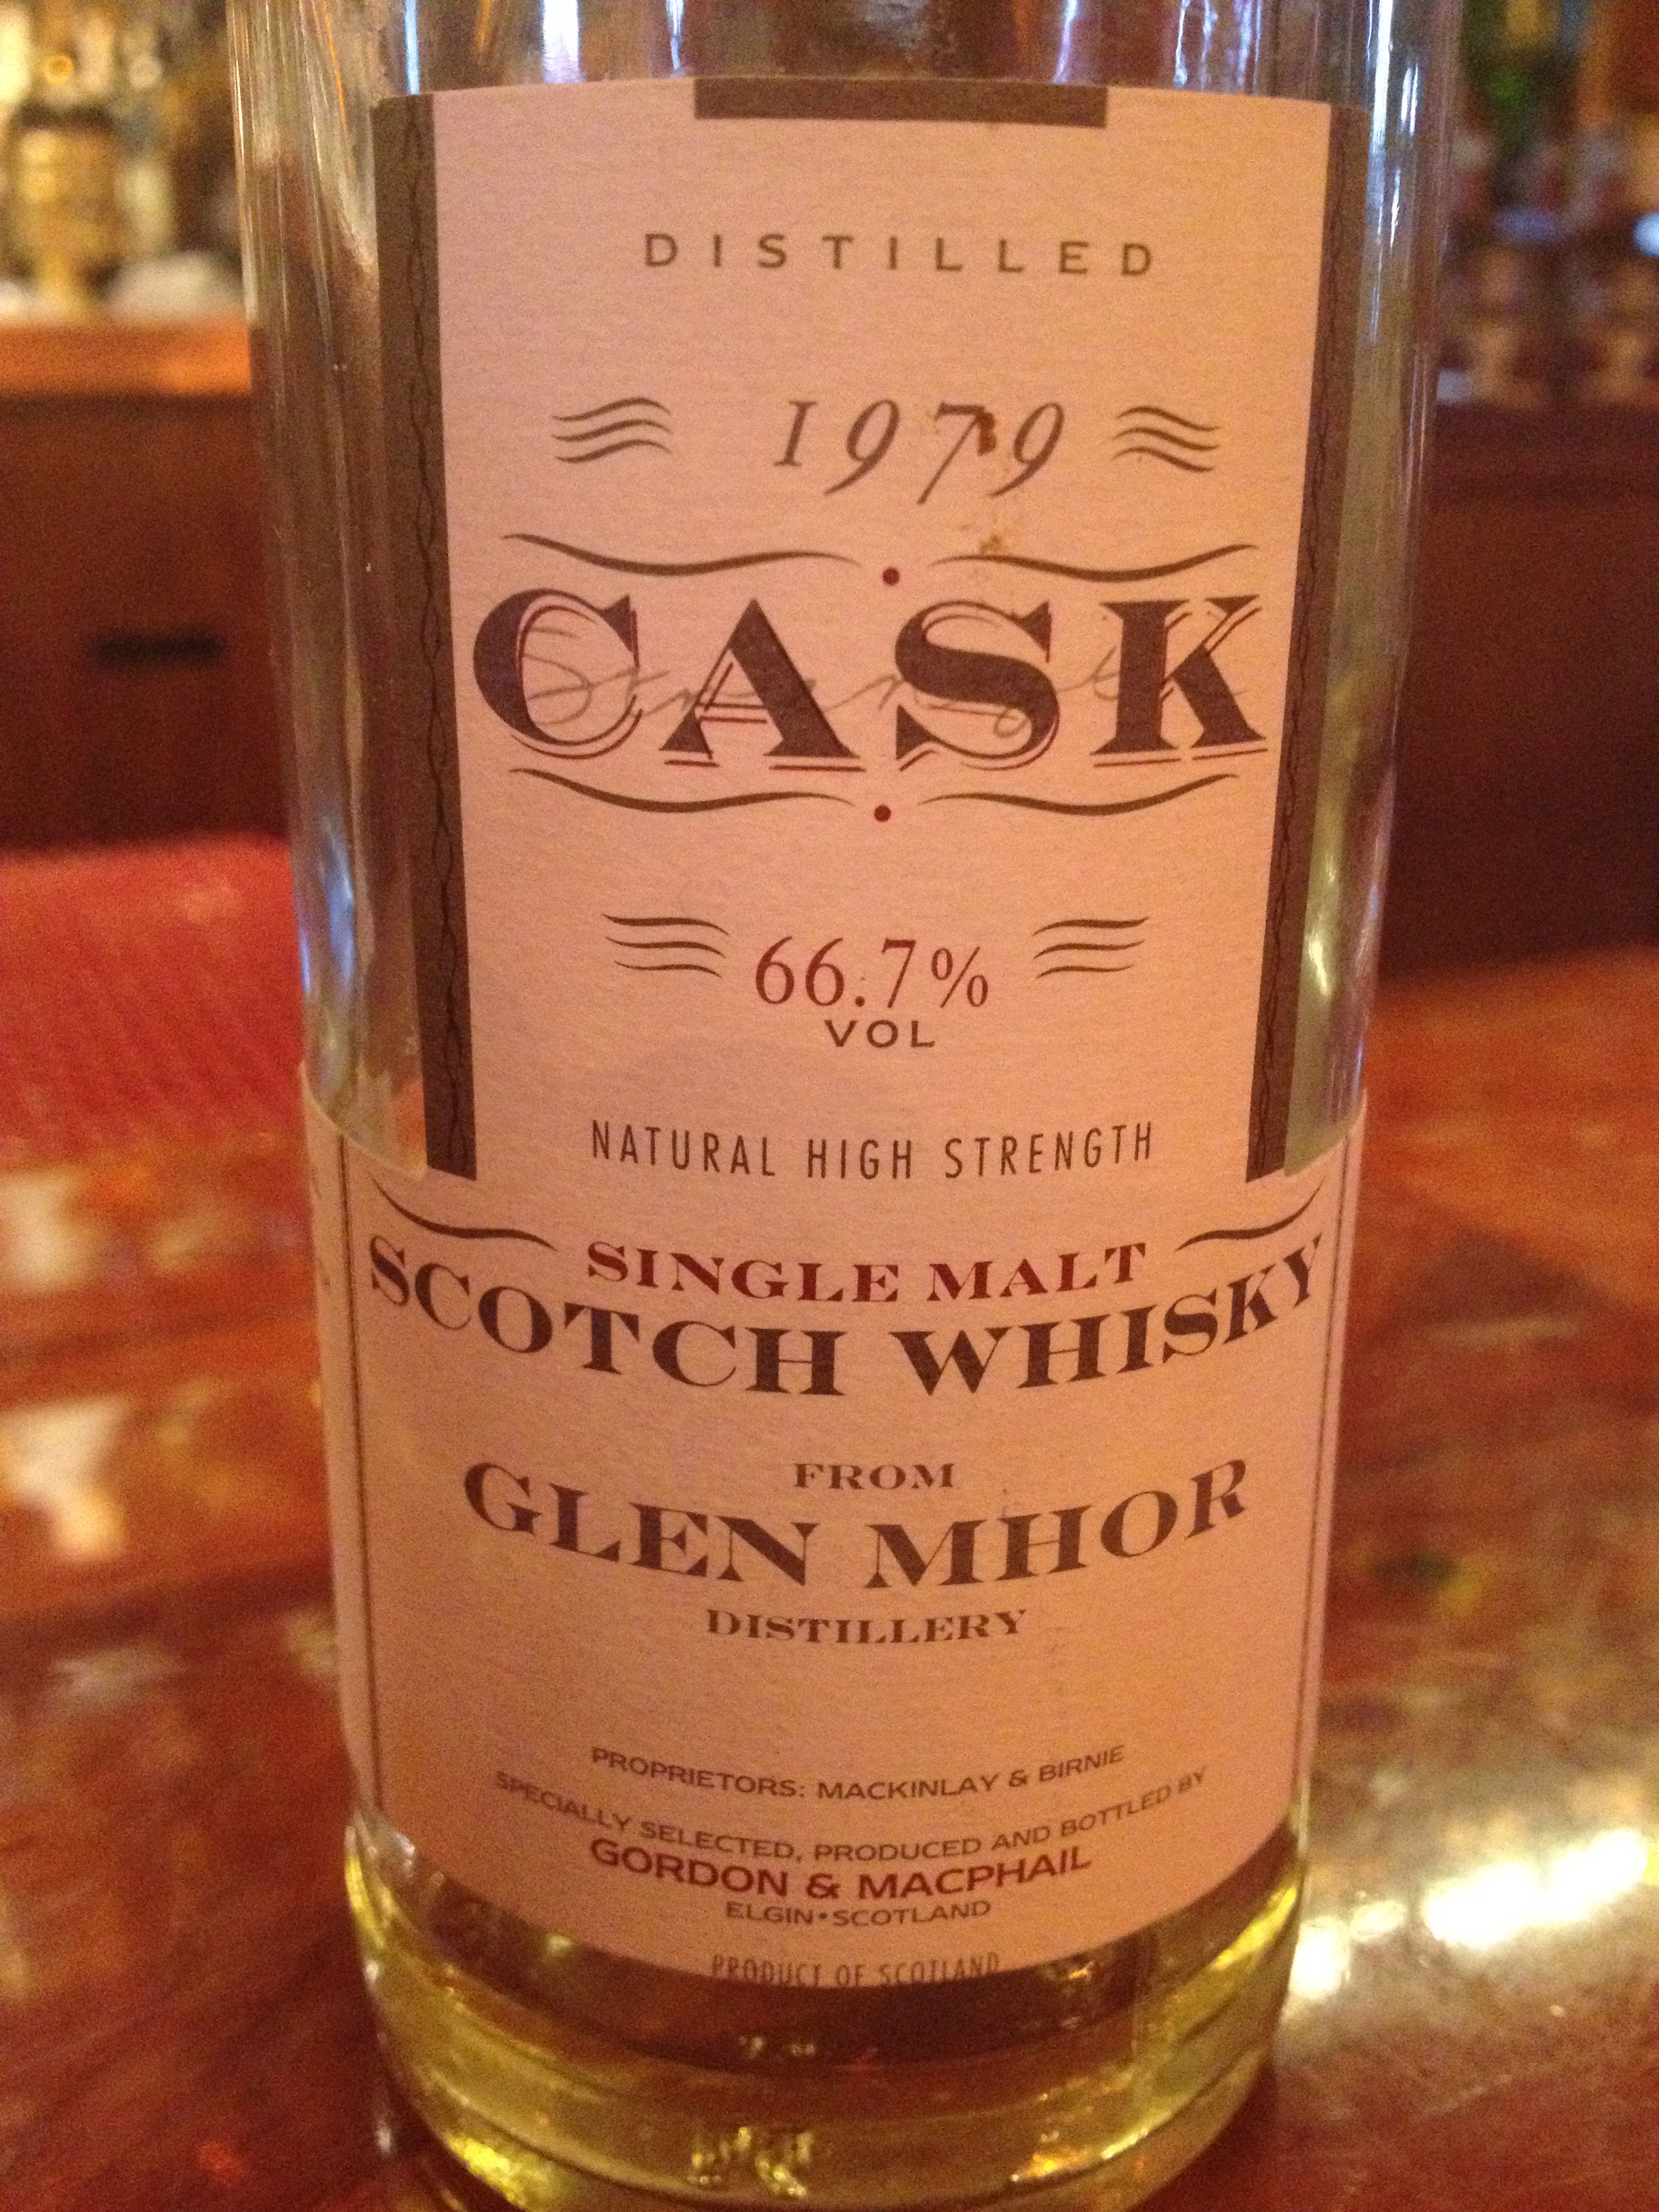 DISTILLED
1979
CASK
Strength
66.7%
VOL
NATURAL HIGH STRENGTH
SINGLE MALT
SCOTCH WHISKY
FROM
GLEN MHOR
DISTILLERY
PROPRIETORS: MACKINLAY & BIRNIE
SPECIALLY SELECTED, PRODUCED AND BOTTLED BY
GORDON & MACPHAIL
ELGIN•SCOTLAND
PRODUCT OF SCOTLAND